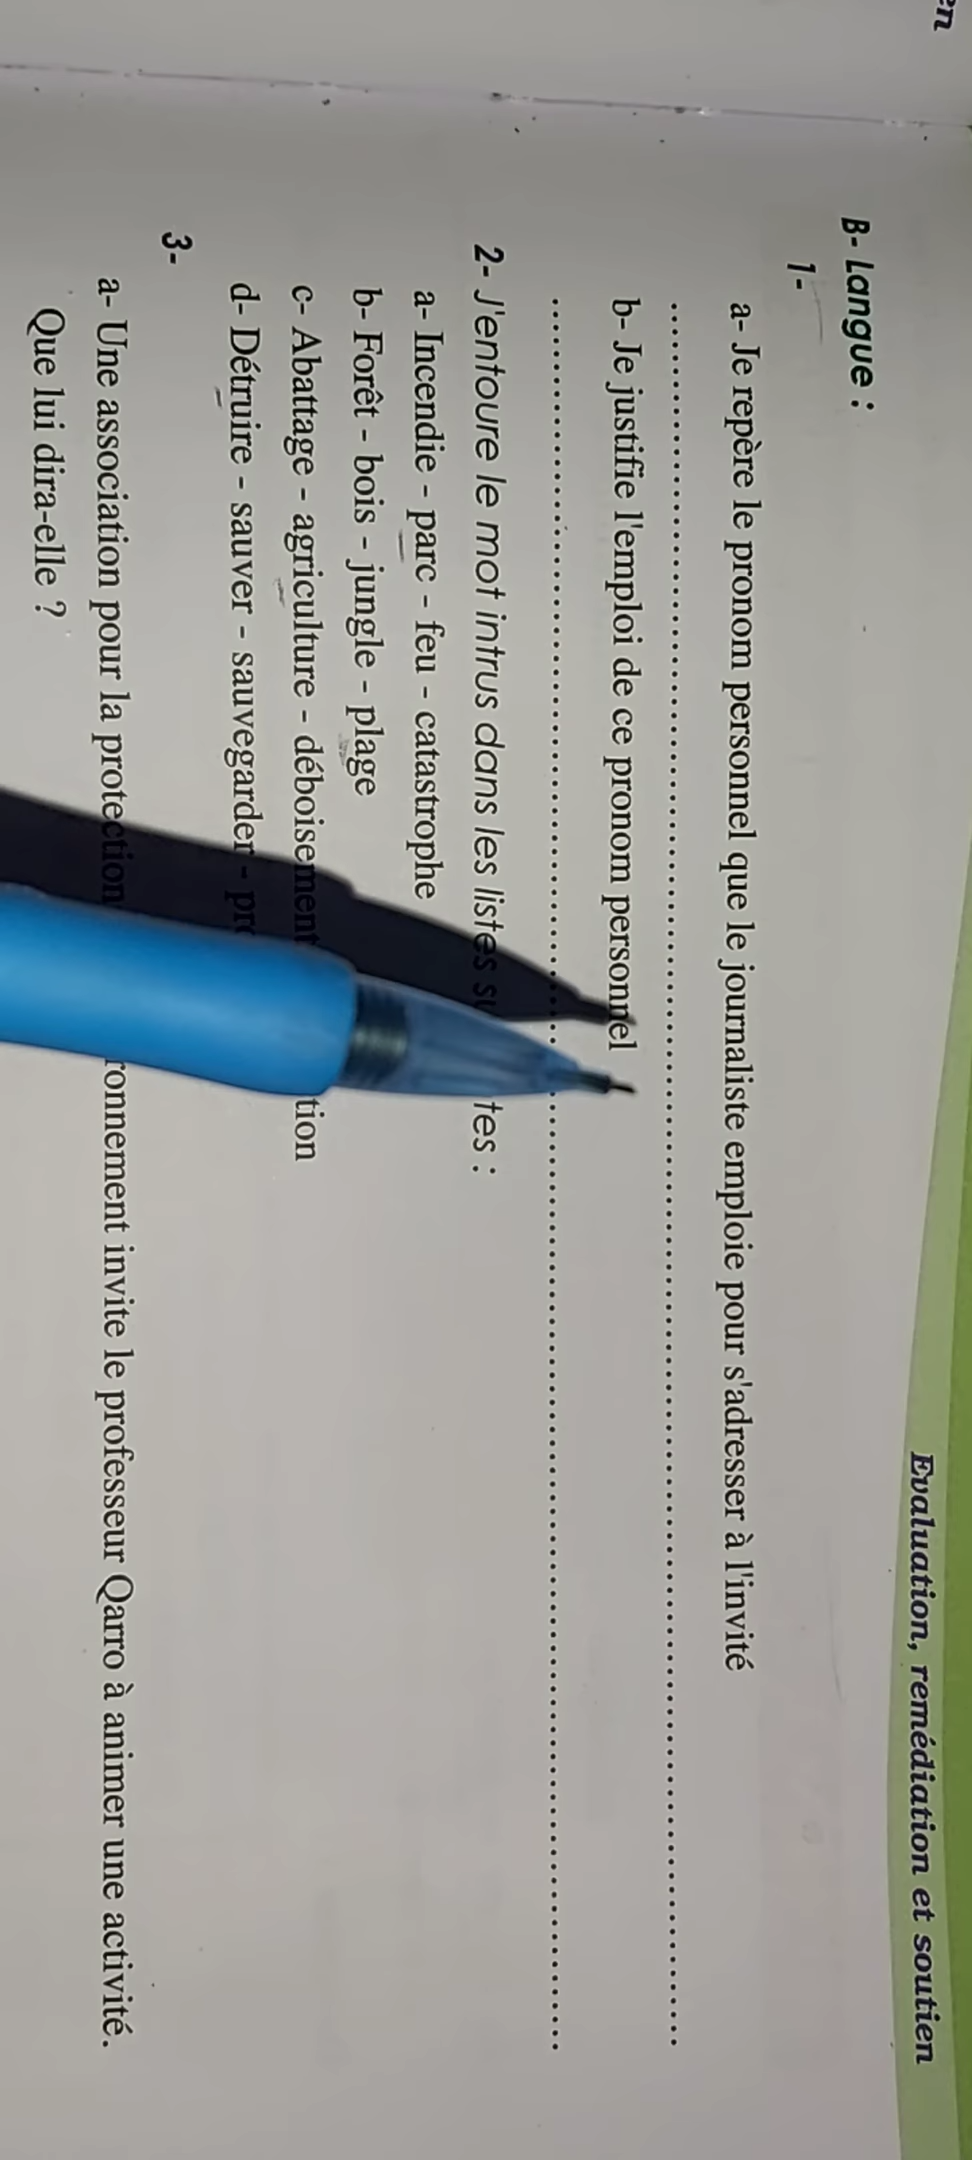 en
Evaluation, remédiation et soutien
B- Langue :
1-
a- Je repère le pronom personnel que le journaliste emploie pour s'adresser à l'invité
b- Je justifie l'emploi de ce pronom personnel
2- J'entoure le mot intrus dans les listes su tes :
a- Incendie - parc - feu - catastrophe
b- Forêt - bois - jungle - plage
c- Abattage - agriculture - déboisement tion
d- Détruire - sauver - sauvegarder - pro
3-
a- Une association pour la protection ronnement invite le professeur Qarro à animer une activité.
Que lui dira-elle ?